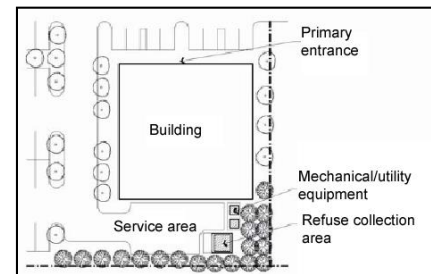 Primary
entrance
Building
Mechanical/utility
equipment
Service area
Refuse collection
area